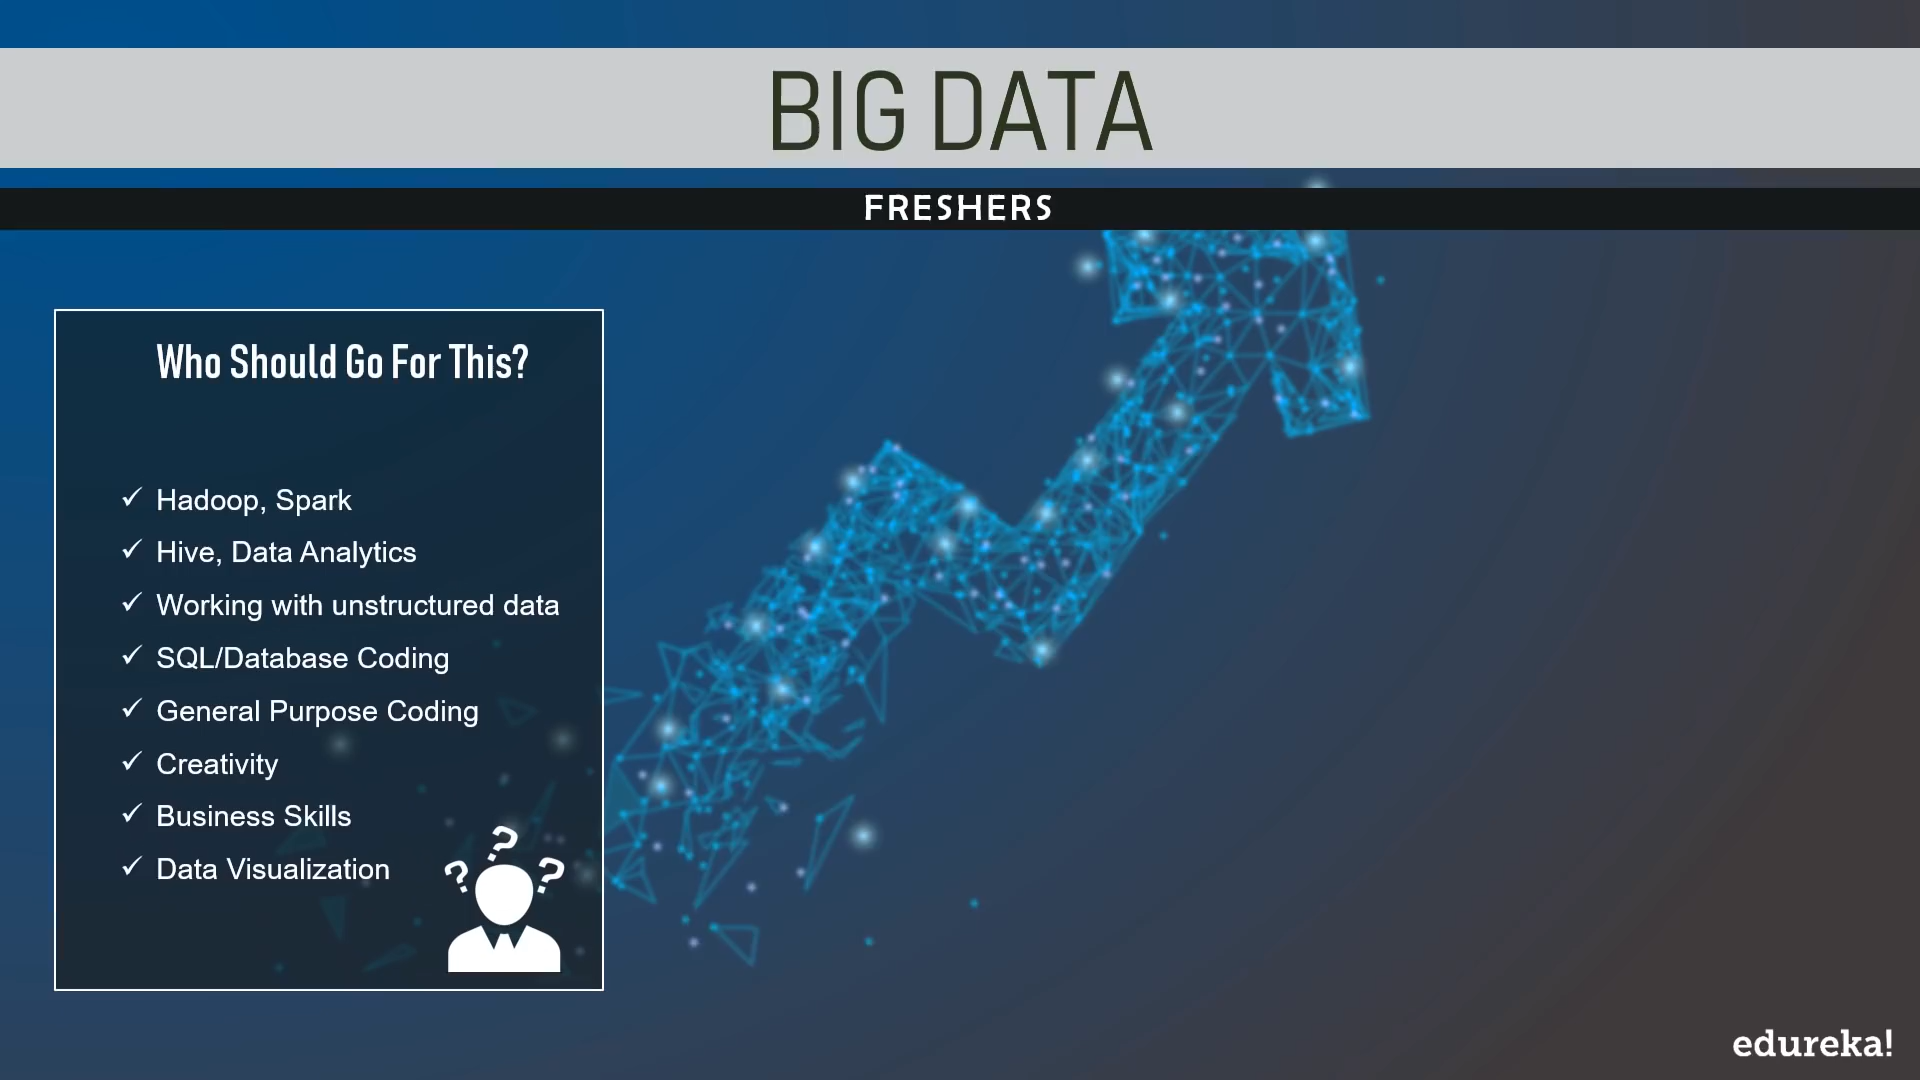 BIG DATA
FRESHERS
Who Should Go For This?
✓ Hadoop, Spark
✓ Hive, Data Analytics
✓ Working with unstructured data
✓ SQL/Database Coding
✓ General Purpose Coding
✓ Creativity
✓ Business Skills
✓ Data Visualization
? ? ?
edureka!